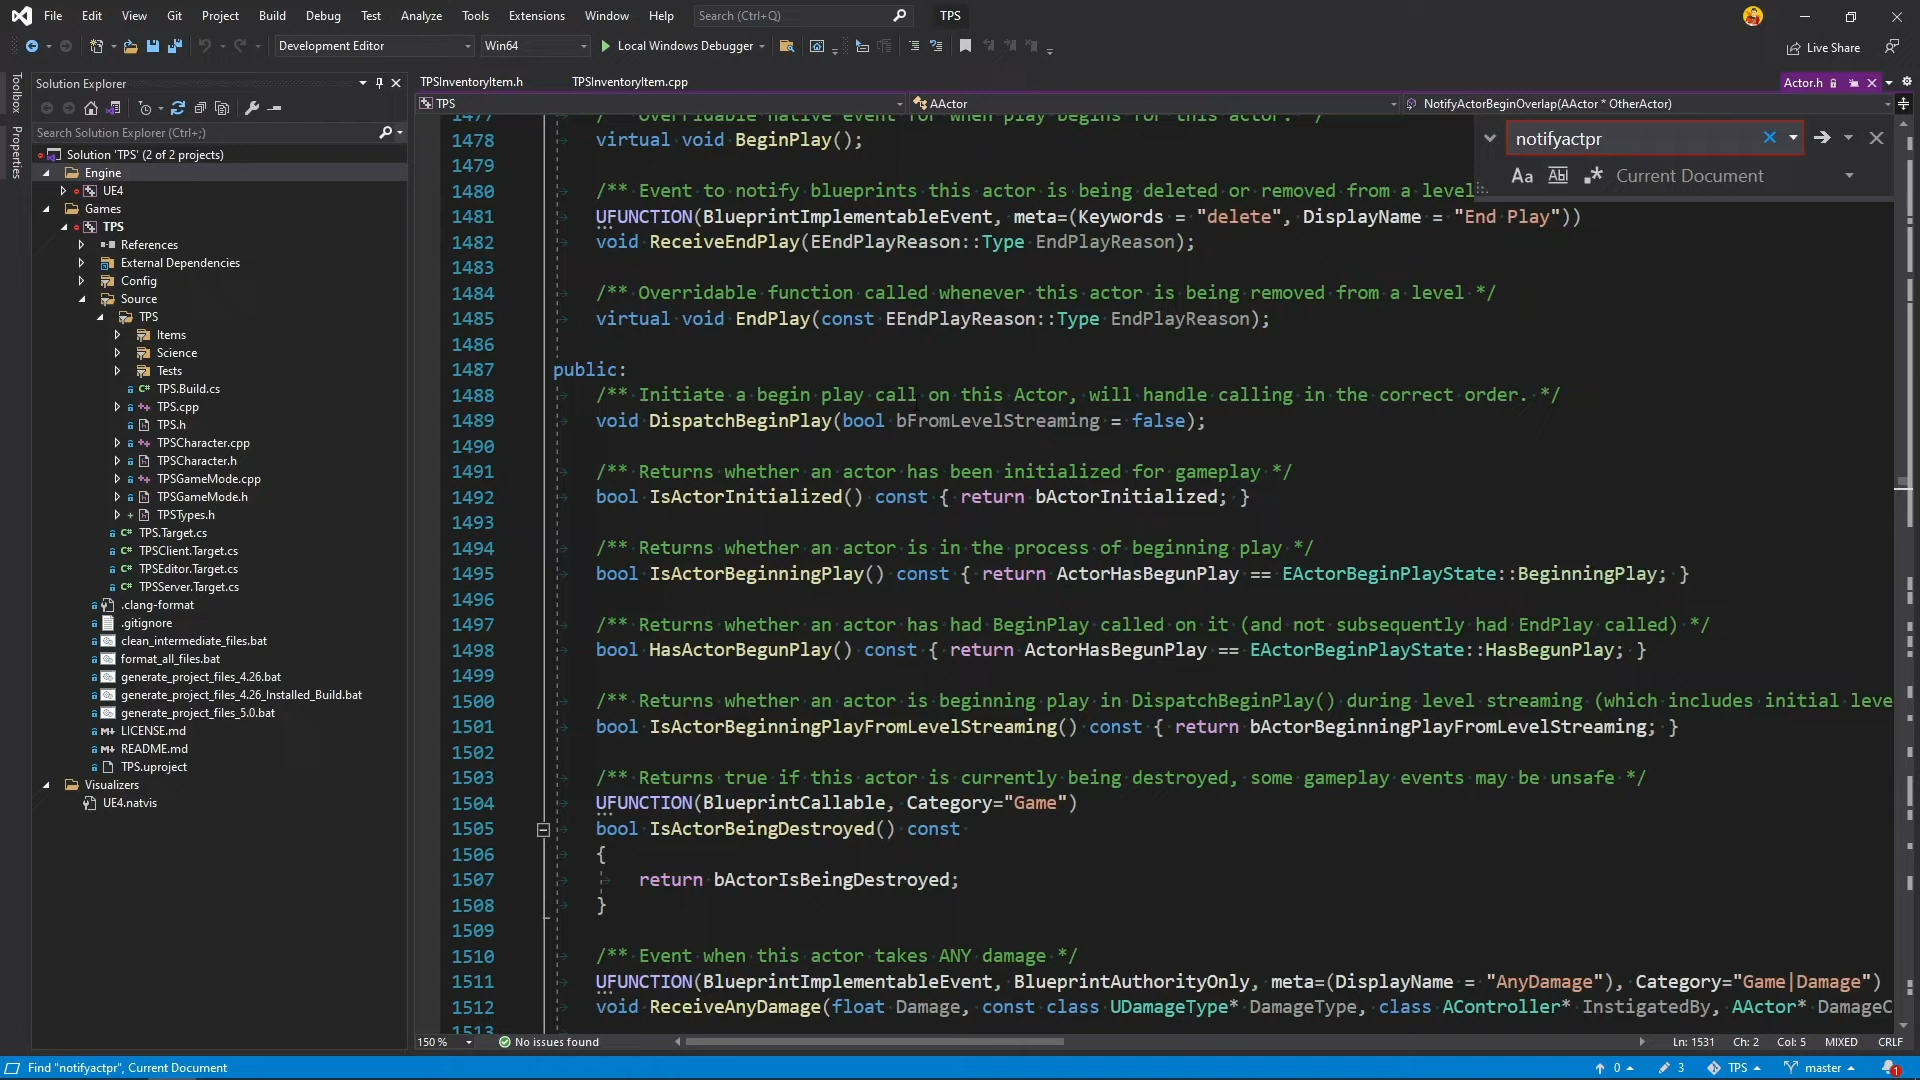 File Edit View Git Project Build Debug Test Analyze Tools Extensions Window Help Search (Ctrl+Q) TPS
Development Editor Win64 Local Windows Debugger Live Share
Toolbox
Properties
Solution Explorer
Search Solution Explorer (Ctrl+;)
Solution 'TPS' (2 of 2 projects)
Engine
UE4
Games
TPS
References
External Dependencies
Config
Source
TPS
Items
Science
Tests
TPS.Build.cs
TPS.cpp
TPS.h
TPSCharacter.cpp
TPSCharacter.h
TPSGameMode.cpp
TPSGameMode.h
TPSTypes.h
TPS.Target.cs
TPSClient.Target.cs
TPSEditor.Target.cs
TPSServer.Target.cs
.clang-format
.gitignore
clean_intermediate_files.bat
format_all_files.bat
generate_project_files_4.26.bat
generate_project_files_4.26_Installed_Build.bat
generate_project_files_5.0.bat
LICENSE.md
README.md
TPS.uproject
Visualizers
UE4.natvis
TPSInventoryItem.h TPSInventoryItem.cpp Actor.h
TPS AActor NotifyActorBeginOverlap(AActor * OtherActor)
notifyactpr
Aa Abl .* Current Document
1477 /** Overridable native event for when play begins for this actor. */
1478 virtual void BeginPlay();
1479
1480 /** Event to notify blueprints this actor is being deleted or removed from a level.
1481 UFUNCTION(BlueprintImplementableEvent, meta=(Keywords = "delete", DisplayName = "End Play"))
1482 void ReceiveEndPlay(EEndPlayReason::Type EndPlayReason);
1483
1484 /** Overridable function called whenever this actor is being removed from a level */
1485 virtual void EndPlay(const EEndPlayReason::Type EndPlayReason);
1486
1487 public:
1488 /** Initiate a begin play call on this Actor, will handle calling in the correct order. */
1489 void DispatchBeginPlay(bool bFromLevelStreaming = false);
1490
1491 /** Returns whether an actor has been initialized for gameplay */
1492 bool IsActorInitialized() const { return bActorInitialized; }
1493
1494 /** Returns whether an actor is in the process of beginning play */
1495 bool IsActorBeginningPlay() const { return ActorHasBegunPlay == EActorBeginPlayState::BeginningPlay; }
1496
1497 /** Returns whether an actor has had BeginPlay called on it (and not subsequently had EndPlay called) */
1498 bool HasActorBegunPlay() const { return ActorHasBegunPlay == EActorBeginPlayState::HasBegunPlay; }
1499
1500 /** Returns whether an actor is beginning play in DispatchBeginPlay() during level streaming (which includes initial leve
1501 bool IsActorBeginningPlayFromLevelStreaming() const { return bActorBeginningPlayFromLevelStreaming; }
1502
1503 /** Returns true if this actor is currently being destroyed, some gameplay events may be unsafe */
1504 UFUNCTION(BlueprintCallable, Category="Game")
1505 bool IsActorBeingDestroyed() const
1506 {
1507 return bActorIsBeingDestroyed;
1508 }
1509
1510 /** Event when this actor takes ANY damage */
1511 UFUNCTION(BlueprintImplementableEvent, BlueprintAuthorityOnly, meta=(DisplayName = "AnyDamage"), Category="Game|Damage")
1512 void ReceiveAnyDamage(float Damage, const class UDamageType* DamageType, class AController* InstigatedBy, AActor* DamageC
1513
150 % No issues found Ln: 1531 Ch: 2 Col: 5 MIXED CRLF
Find "notifyactpr", Current Document 0 3 TPS master 1